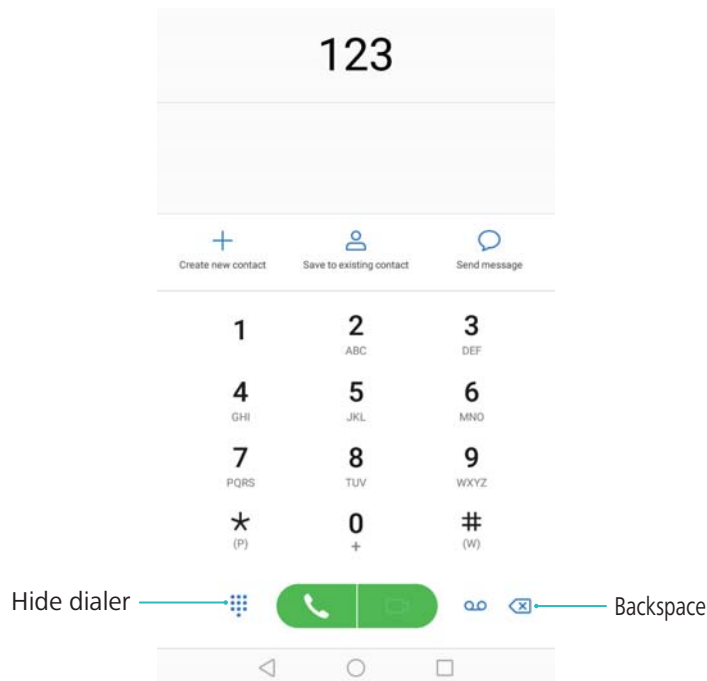 123
Create new contact Save to existing contact Send message
1 2 3
ABC DEF
4 5 6
GHI JKL MNO
7 8 9
PQRS TUV WXYZ
* 0 #
(P) + (W)
Hide dialer Backspace